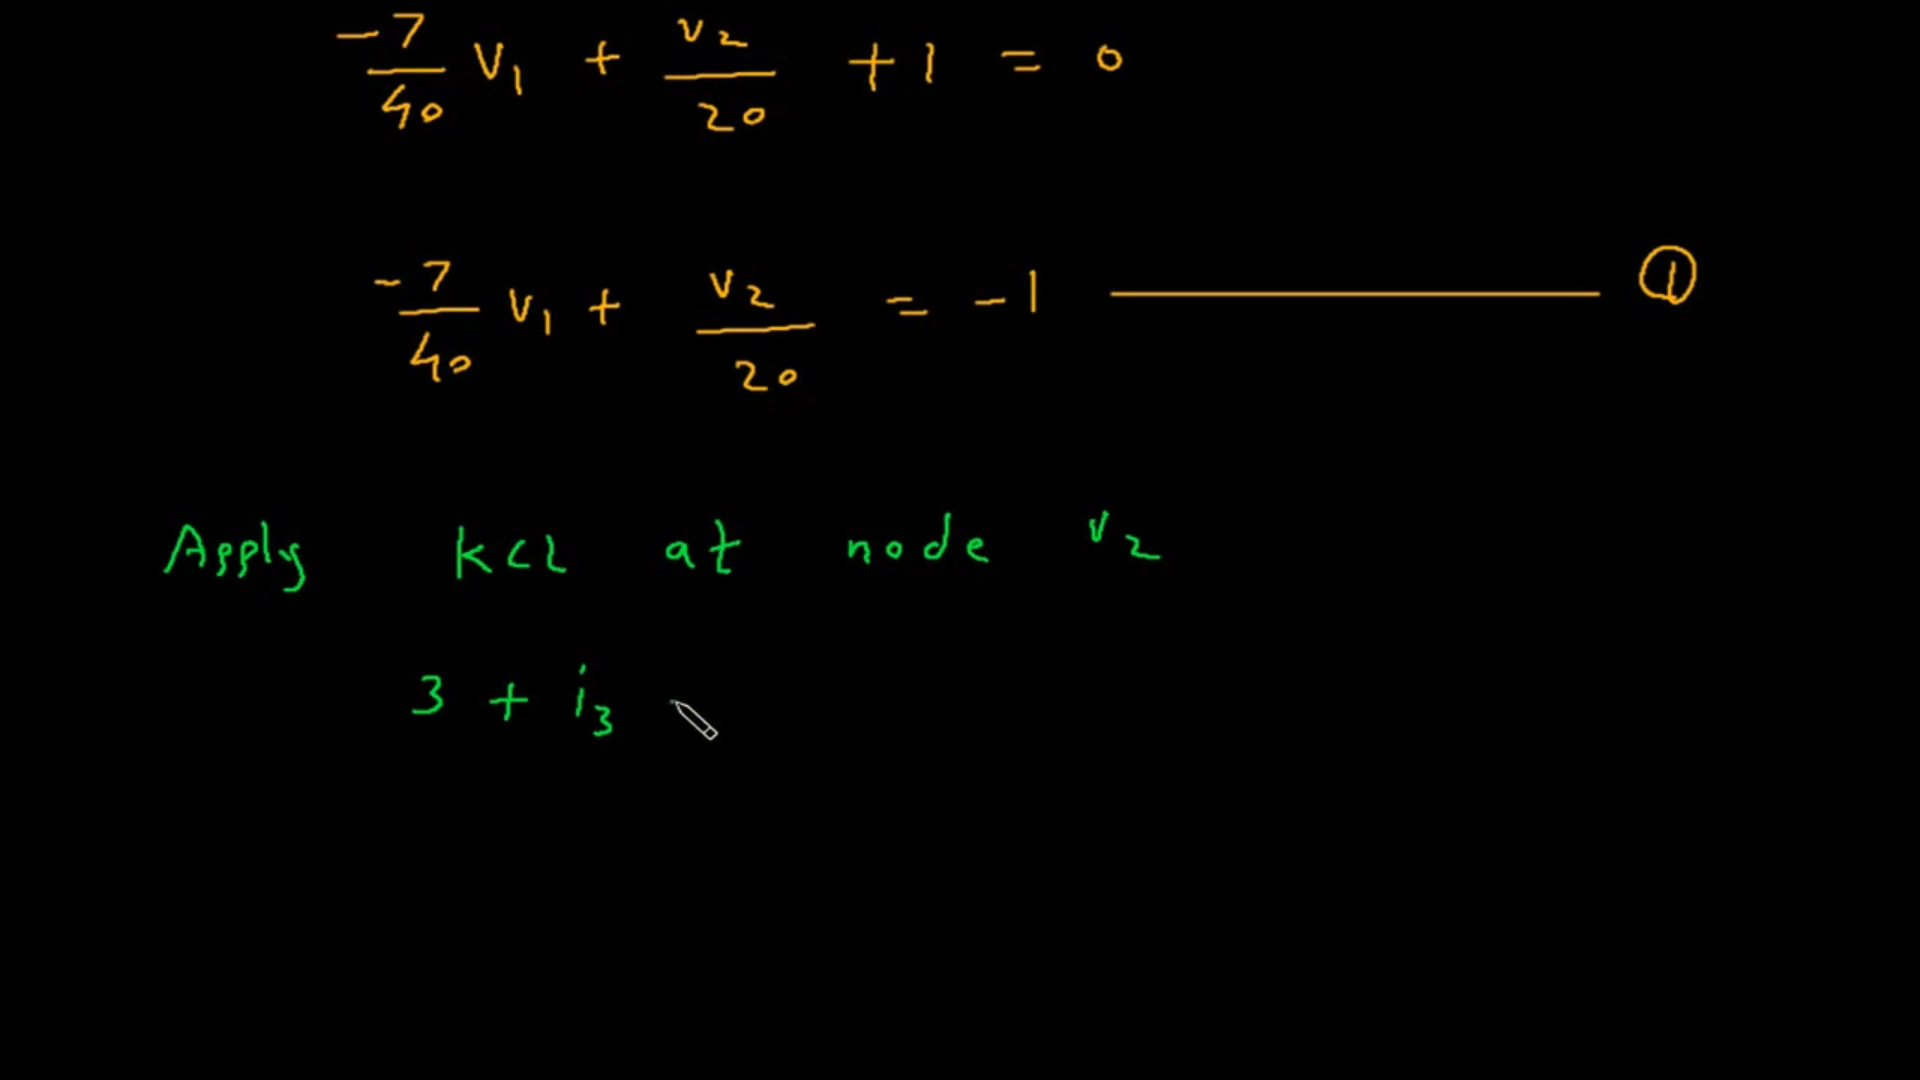 -7/40 V₁ + V₂/20 + 1 = 0
-7/40 V₁ + V₂/20 = -1 ——— ①
Apply KCL at node V₂
3 + i₃